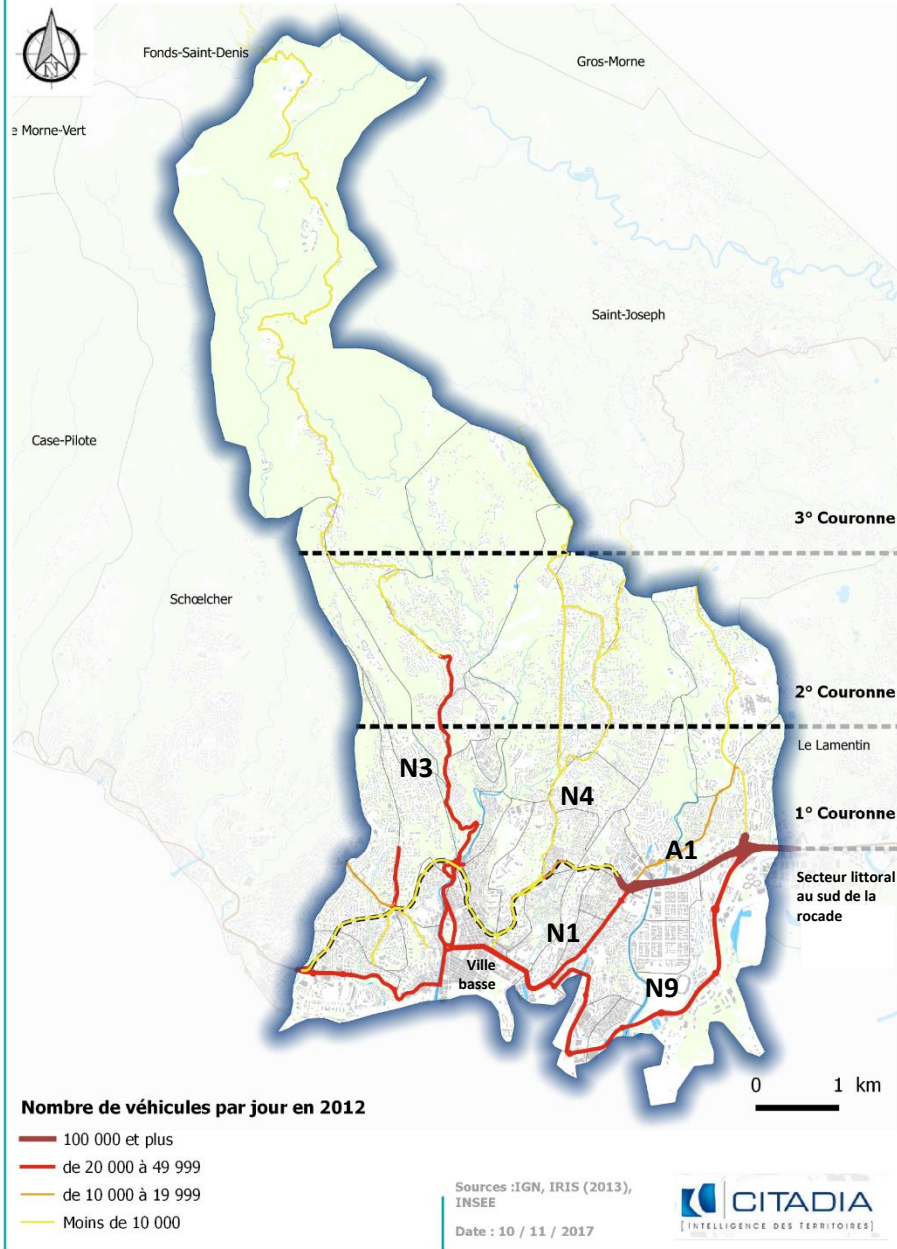 N
Fonds-Saint-Denis
Gros-Morne
e Morne-Vert
Saint-Joseph
Case-Pilote
3° Couronne
Schœlcher
2° Couronne
Le Lamentin
N3
N4
1° Couronne
A1
Secteur littoral
au sud de la
rocade
N1
Ville
basse
N9
0 1 km
Nombre de véhicules par jour en 2012
100 000 et plus
de 20 000 à 49 999
de 10 000 à 19 999
Moins de 10 000
Sources :IGN, IRIS (2013),
INSEE
Date : 10 / 11 / 2017
CITADIA
[INTELLIGENCE DES TERRITOIRES]